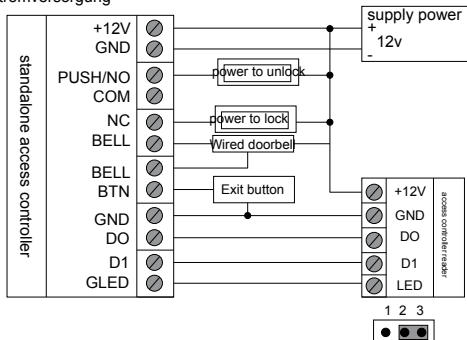 stromversorgung
supply power
+
12v
-
standalone access controller
+12V
GND
PUSH/NO
COM
NC
BELL
BELL
BTN
GND
DO
D1
GLED
power to unlock
power to lock
Wired doorbell
Exit button
+12V
GND
DO
D1
LED
access controller reader
1 2 3